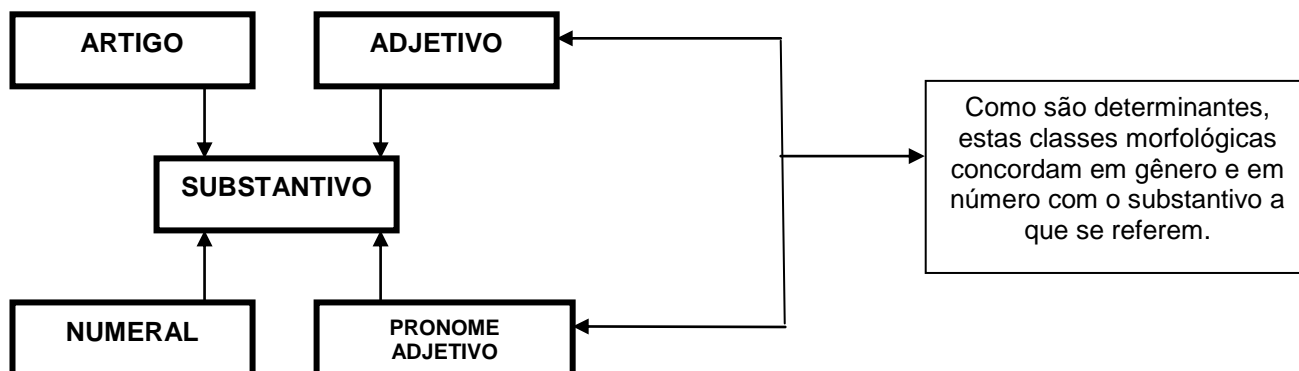 ARTIGO
ADJETIVO
Como são determinantes,
estas classes morfológicas
concordam em gênero e em
número com o substantivo a
que se referem.
SUBSTANTIVO
NUMERAL
PRONOME
ADJETIVO